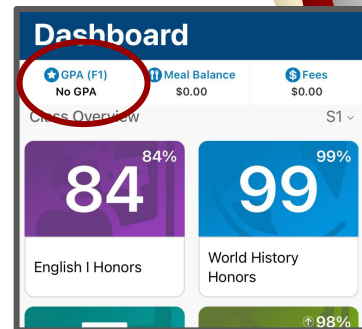 Dashboard
GPA (F1) Meal Balance Fees
No GPA $0.00 $0.00
Class Overview S1
84% 99%
84 99
English I Honors World History
Honors
98%